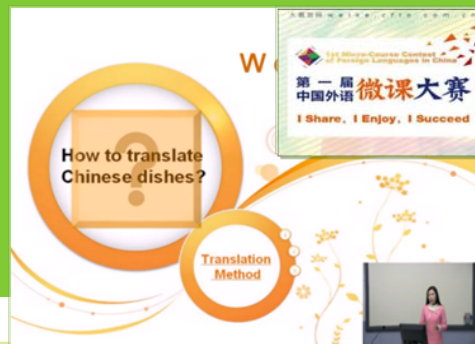 1st Micro-Course Contest
of Foreign Languages in China
第一届
中国外语
微课大赛
I Share, I Enjoy, I Succeed
How to translate
Chinese dishes?
?
Translation
Method